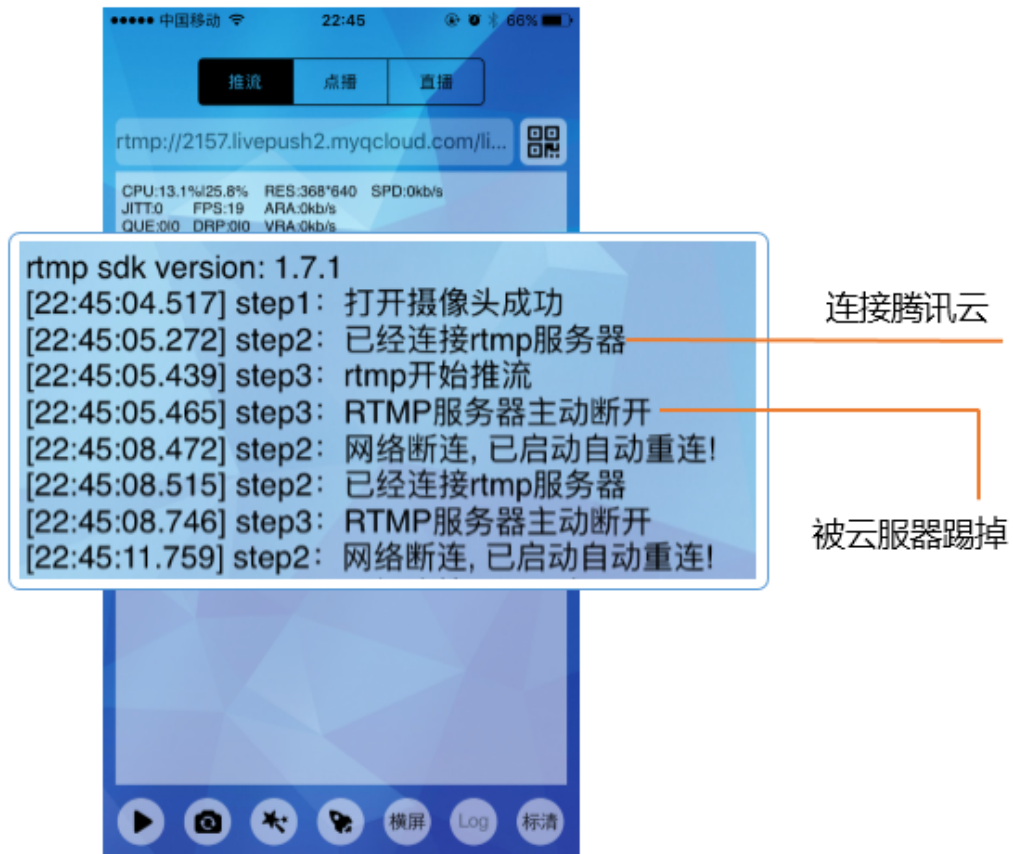 中国移动 22:45 66%
推流 点播 直播
rtmp://2157.livepush2.myqcloud.com/li...
CPU:13.1%|25.8% RES:368*640 SPD:0kb/s
JITT:0 FPS:19 ARA:0kb/s
QUE:0|0 DRP:0|0 VRA:0kb/s
rtmp sdk version: 1.7.1
[22:45:04.517] step1：打开摄像头成功
[22:45:05.272] step2：已经连接rtmp服务器
[22:45:05.439] step3：rtmp开始推流
[22:45:05.465] step3：RTMP服务器主动断开
[22:45:08.472] step2：网络断连, 已启动自动重连!
[22:45:08.515] step2：已经连接rtmp服务器
[22:45:08.746] step3：RTMP服务器主动断开
[22:45:11.759] step2：网络断连, 已启动自动重连!
连接腾讯云
被云服器踢掉
横屏 Log 标清